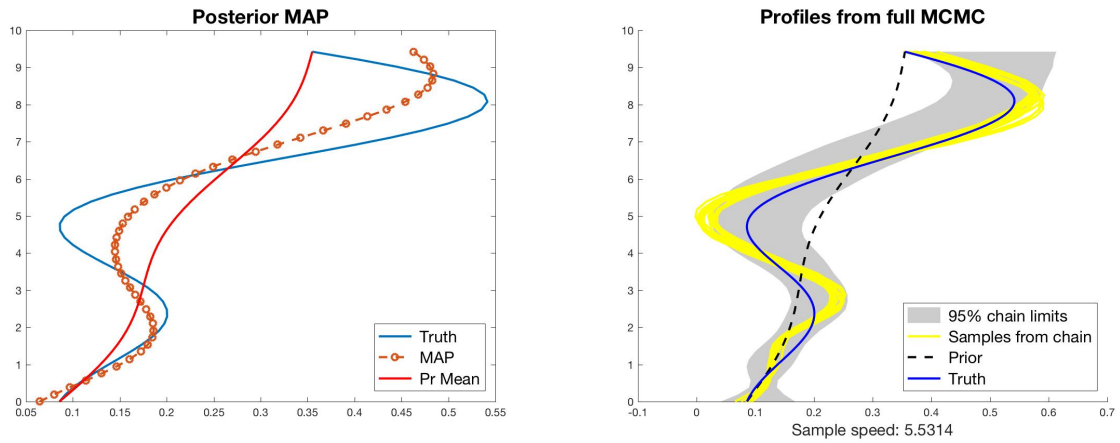 Posterior MAP
10
9
8
7
6
5
4
3
2
1
0
0.05 0.1 0.15 0.2 0.25 0.3 0.35 0.4 0.45 0.5 0.55
Truth
MAP
Pr Mean
Profiles from full MCMC
10
9
8
7
6
5
4
3
2
1
0
-0.1 0 0.1 0.2 0.3 0.4 0.5 0.6 0.7
95% chain limits
Samples from chain
Prior
Truth
Sample speed: 5.5314